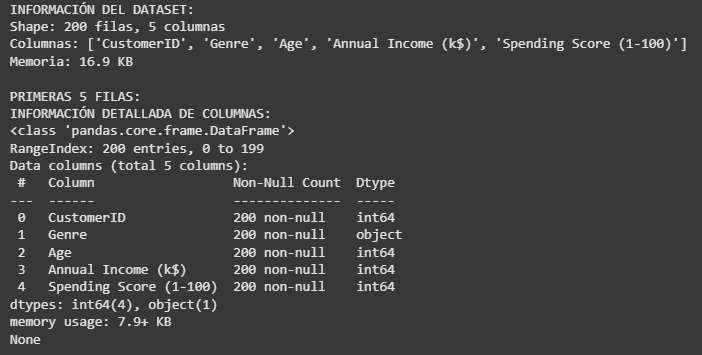 INFORMACIÓN DEL DATASET:
Shape: 200 filas, 5 columnas
Columnas: ['CustomerID', 'Genre', 'Age', 'Annual Income (k$)', 'Spending Score (1-100)']
Memoria: 16.9 KB

PRIMERAS 5 FILAS:
INFORMACIÓN DETALLADA DE COLUMNAS:
<class 'pandas.core.frame.DataFrame'>
RangeIndex: 200 entries, 0 to 199
Data columns (total 5 columns):
 #   Column                  Non-Null Count  Dtype
---  ------                  --------------  -----
 0   CustomerID              200 non-null    int64
 1   Genre                   200 non-null    object
 2   Age                     200 non-null    int64
 3   Annual Income (k$)      200 non-null    int64
 4   Spending Score (1-100)  200 non-null    int64
dtypes: int64(4), object(1)
memory usage: 7.9+ KB
None